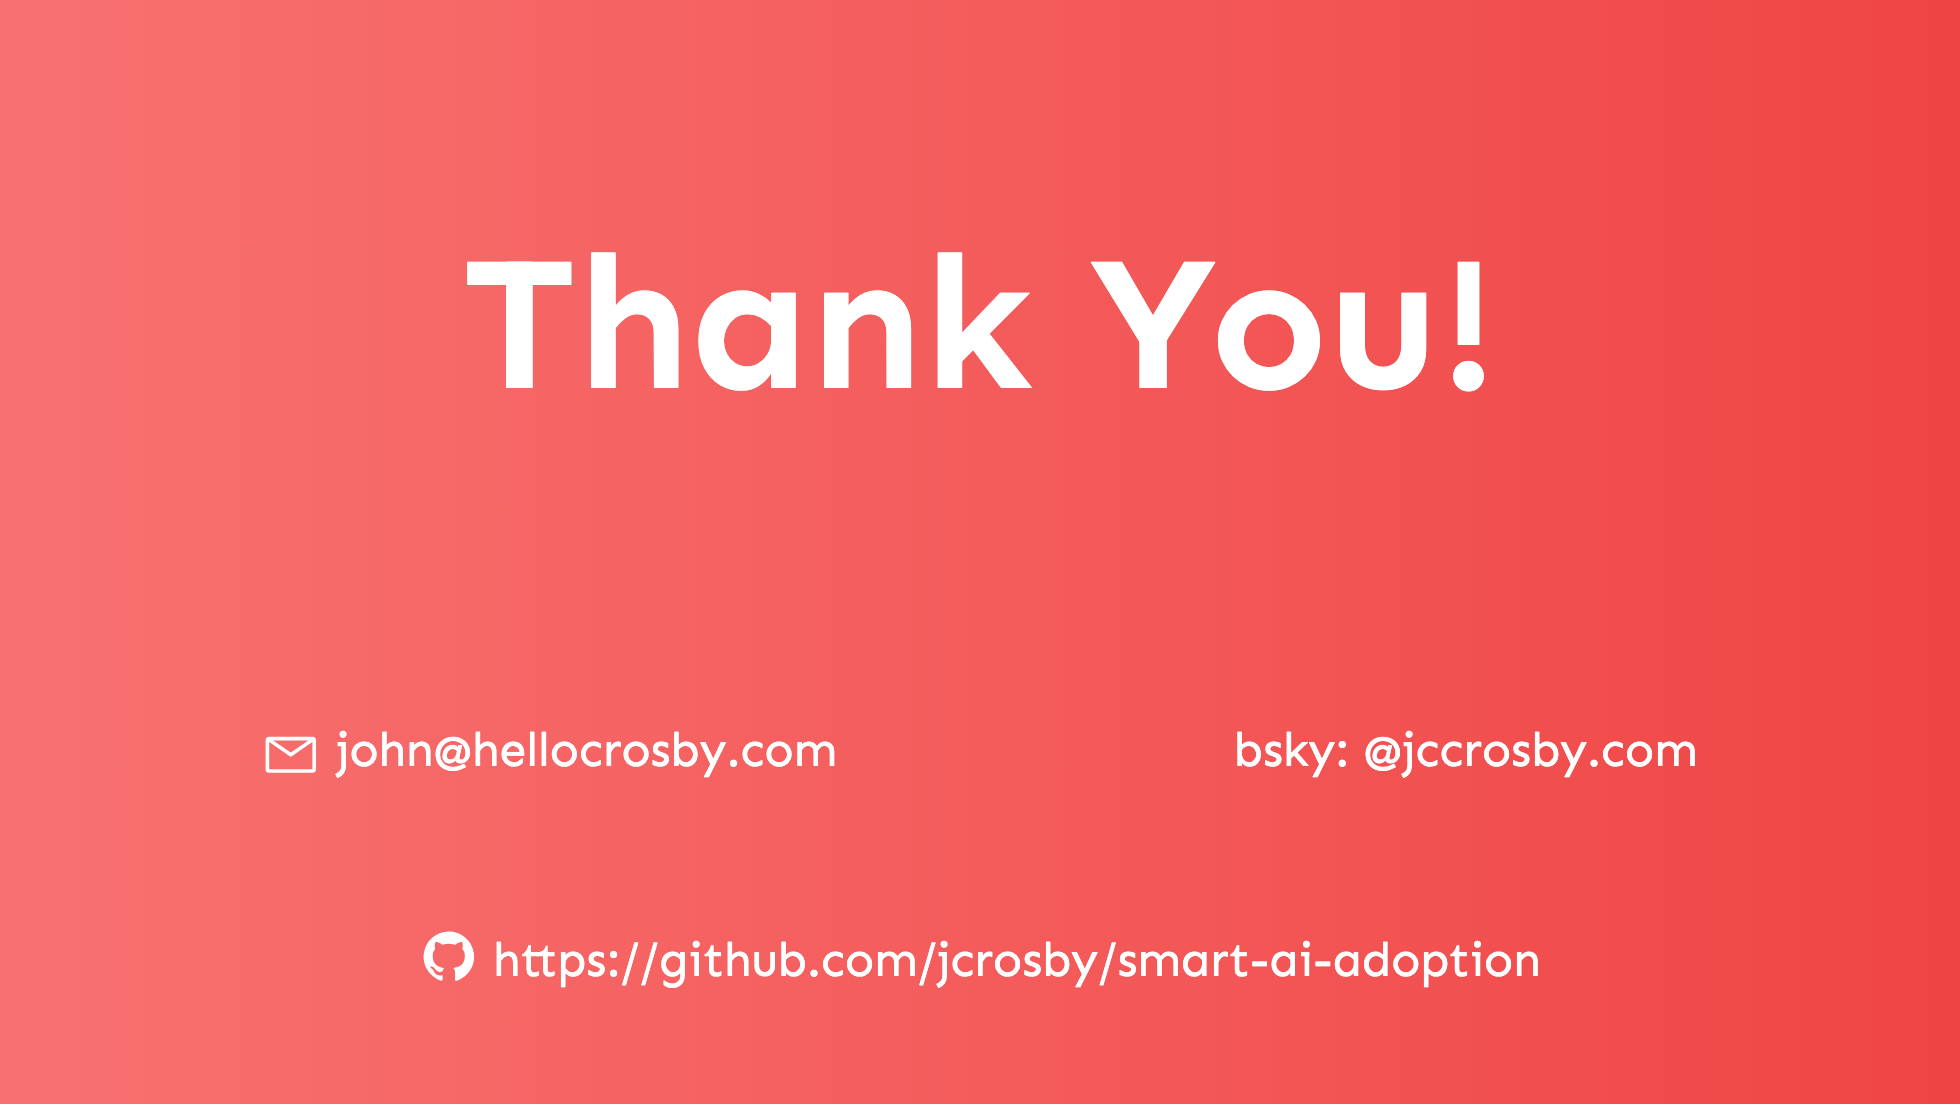 Thank You!
john@hellocrosby.com
bsky: @jccrosby.com
https://github.com/jcrosby/smart-ai-adoption